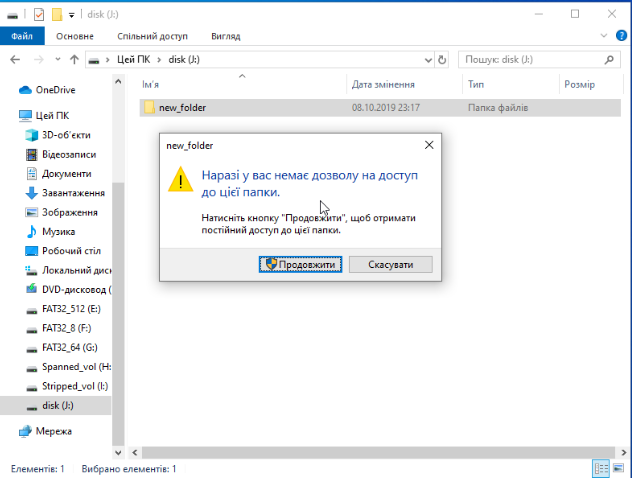 disk (J:)
Файл Основне Спільний доступ Вигляд
Цей ПК disk (J:)
Пошук: disk (J:)
Ім'я Дата змінення Тип Розмір
new_folder 08.10.2019 23:17 Папка файлів
OneDrive
Цей ПК
3D-об'єкти
Відеозаписи
Документи
Завантаження
Зображення
Музика
Робочий стіл
Локальний дисн
DVD-дисковод (
FAT32_512 (E:)
FAT32_8 (F:)
FAT32_64 (G:)
Spanned_vol (H:
Stripped_vol (I:)
disk (J:)
Мережа
new_folder
Наразі у вас немає дозволу на доступ
до цієї папки.
Натисніть кнопку "Продовжити", щоб отримати
постійний доступ до цієї папки.
Продовжити Скасувати
Елементів: 1 Вибрано елементів: 1